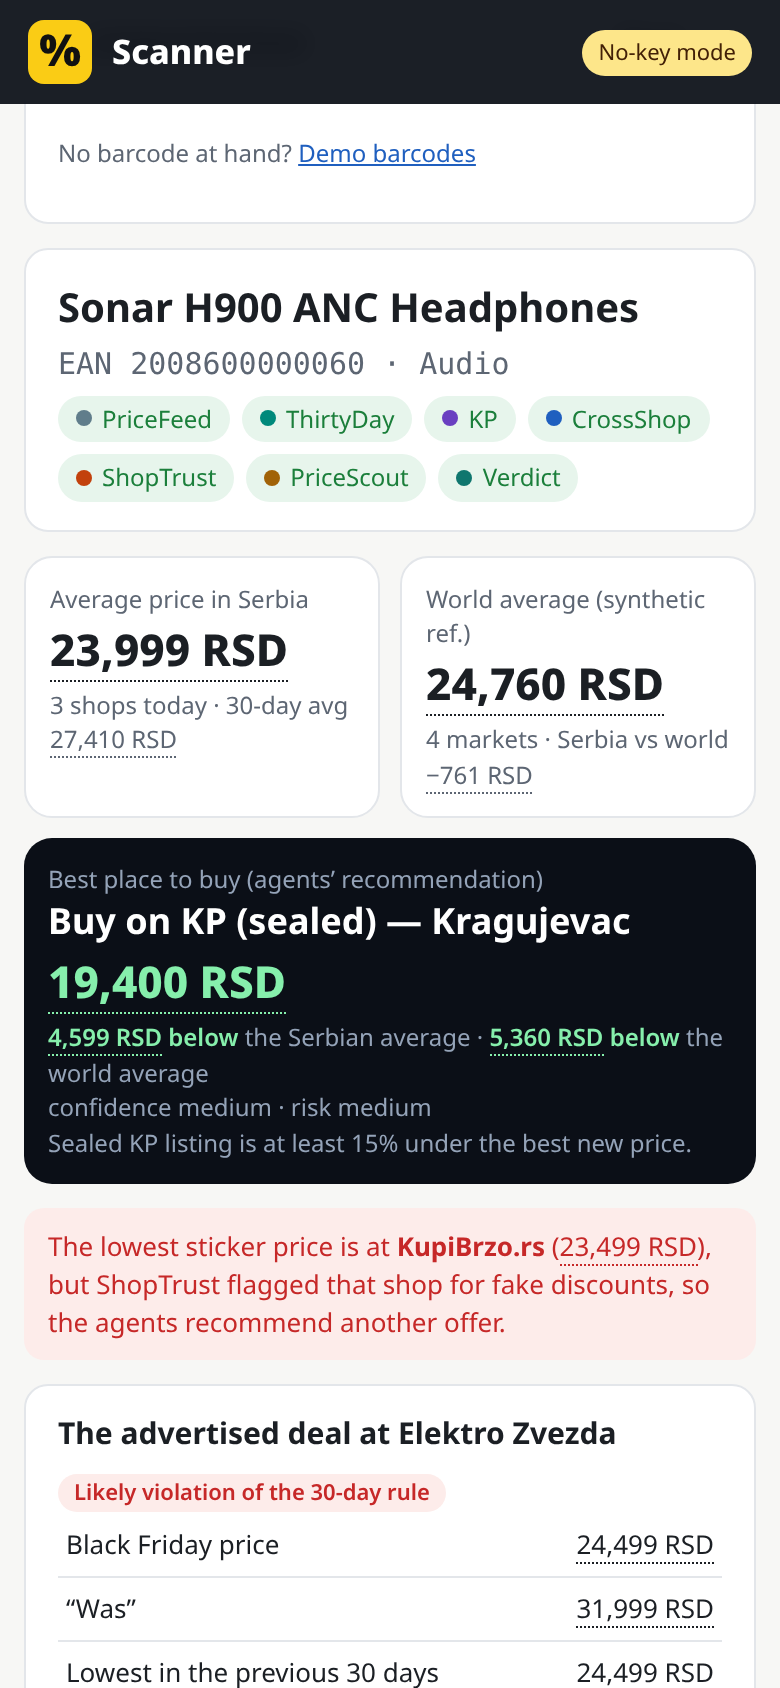 %
Scanner
No-key mode
No barcode at hand? Demo barcodes
Sonar H900 ANC Headphones
EAN 2008600000060 · Audio
PriceFeed
ThirtyDay
KP
CrossShop
ShopTrust
PriceScout
Verdict
Average price in Serbia
23,999 RSD
3 shops today · 30-day avg
27,410 RSD
World average (synthetic
ref.)
24,760 RSD
4 markets · Serbia vs world
−761 RSD
Best place to buy (agents’ recommendation)
Buy on KP (sealed) — Kragujevac
19,400 RSD
4,599 RSD below the Serbian average · 5,360 RSD below the
world average
confidence medium · risk medium
Sealed KP listing is at least 15% under the best new price.
The lowest sticker price is at KupiBrzo.rs (23,499 RSD),
but ShopTrust flagged that shop for fake discounts, so
the agents recommend another offer.
The advertised deal at Elektro Zvezda
Likely violation of the 30-day rule
Black Friday price 24,499 RSD
“Was” 31,999 RSD
Lowest in the previous 30 days 24,499 RSD